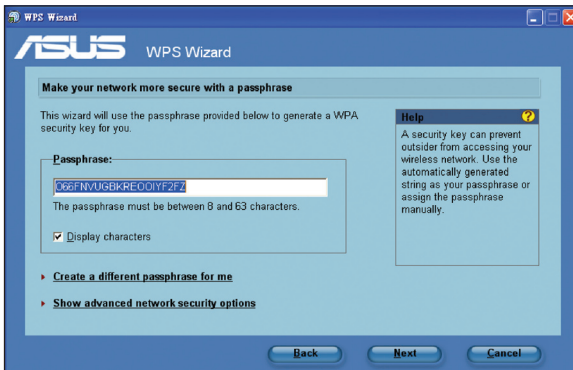 WPS Wizard
ASUS WPS Wizard
Make your network more secure with a passphrase
This wizard will use the passphrase provided below to generate a WPA
security key for you.
Passphrase:
O66FNVUGBKREOOIYF2FZ
The passphrase must be between 8 and 63 characters.
Display characters
Create a different passphrase for me
Show advanced network security options
Help
A security key can prevent
outsider from accessing your
wireless network. Use the
automatically generated
string as your passphrase or
assign the passphrase
manually.
Back Next Cancel